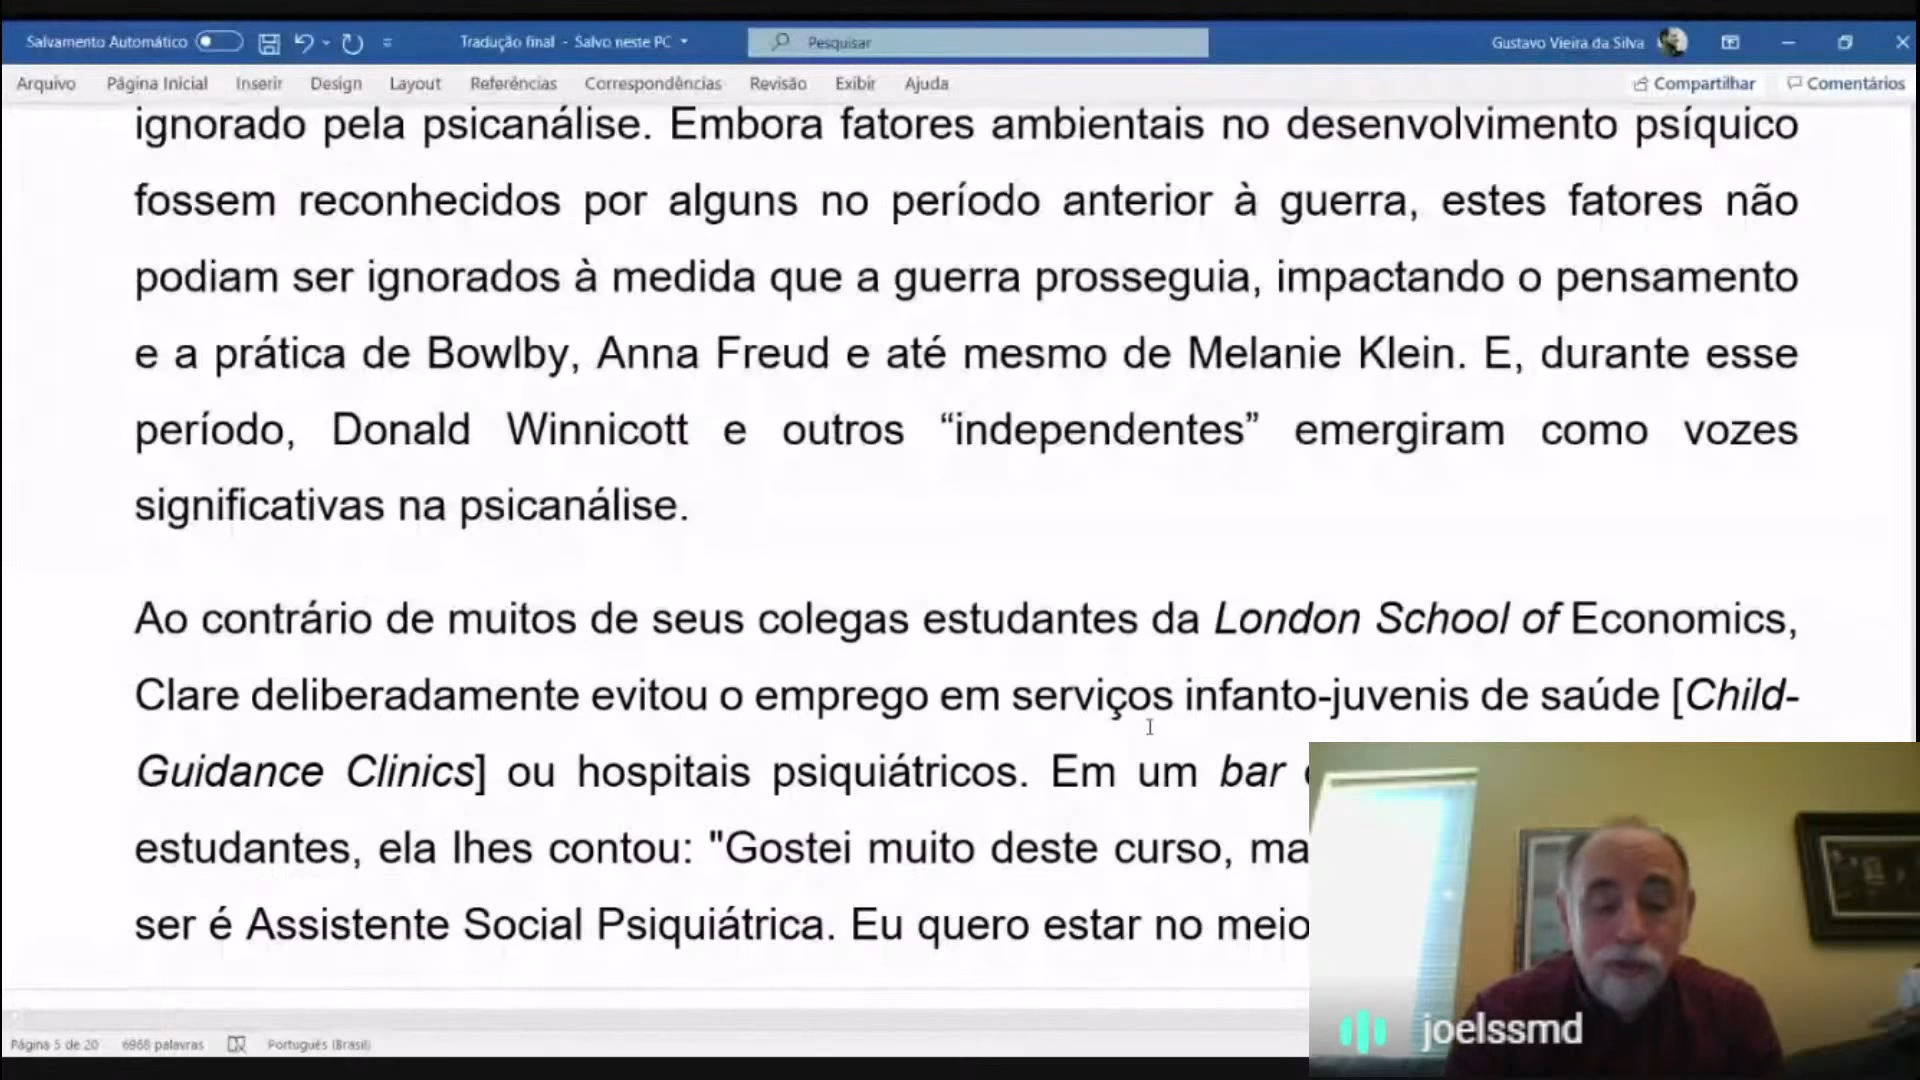 Salvamento Automático Tradução final - Salvo neste PC Pesquisar Gustavo Vieira da Silva
Arquivo Página Inicial Inserir Design Layout Referências Correspondências Revisão Exibir Ajuda Compartilhar Comentários
ignorado pela psicanálise. Embora fatores ambientais no desenvolvimento psíquico
fossem reconhecidos por alguns no período anterior à guerra, estes fatores não
podiam ser ignorados à medida que a guerra prosseguia, impactando o pensamento
e a prática de Bowlby, Anna Freud e até mesmo de Melanie Klein. E, durante esse
período, Donald Winnicott e outros “independentes” emergiram como vozes
significativas na psicanálise.
Ao contrário de muitos de seus colegas estudantes da London School of Economics,
Clare deliberadamente evitou o emprego em serviços infanto-juvenis de saúde [Child-
Guidance Clinics] ou hospitais psiquiátricos. Em um bar
estudantes, ela lhes contou: "Gostei muito deste curso,
ser é Assistente Social Psiquiátrica. Eu quero estar no meio
joelssmd
Página 5 de 20 6968 palavras Português (Brasil)